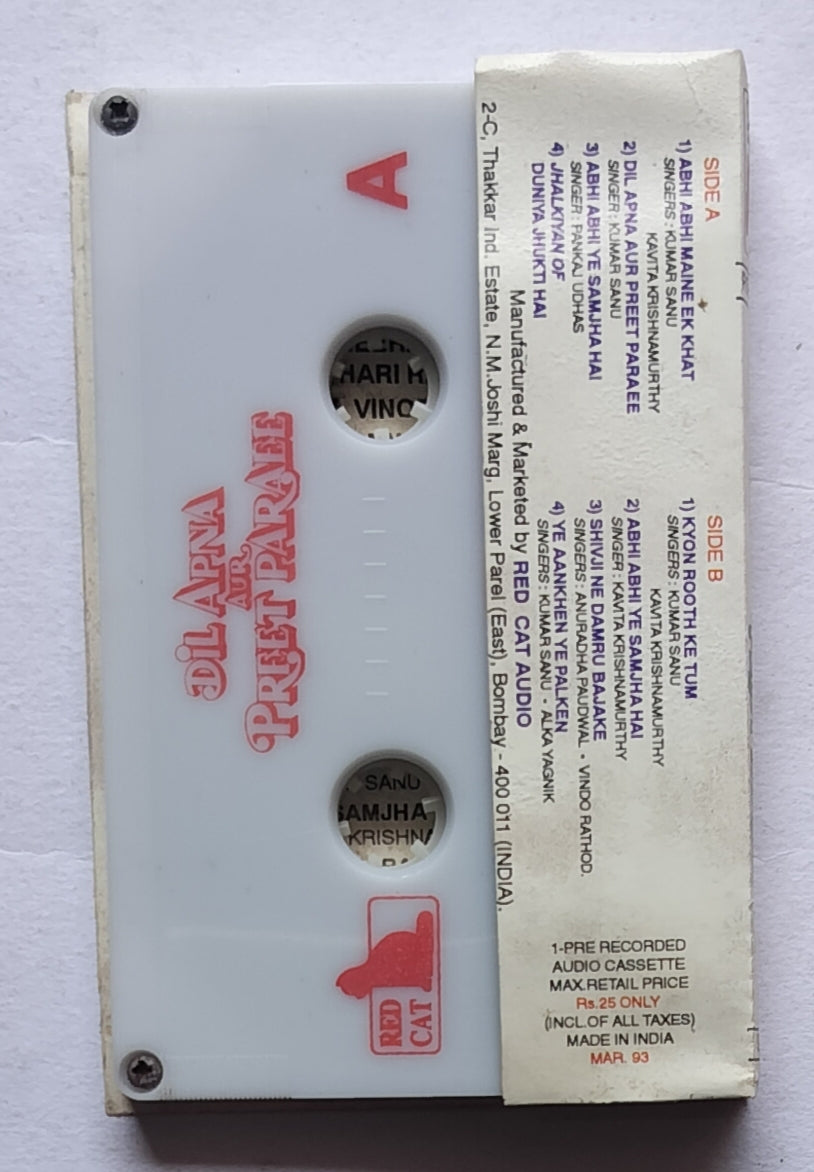 SIDE A
1) ABHI ABHI MAINE EK KHAT
SINGERS : KUMAR SANU
KAVITA KRISHNAMURTHY
2) DIL APNA AUR PREET PARAEE
SINGER : KUMAR SANU
3) ABHI ABHI YE SAMJHA HAI
SINGER : PANKAJ UDHAS
4) JHALKIYAN OF
DUNIYA JHUKTI HAI
SIDE B
1) KYON ROOTH KE TUM
SINGERS : KUMAR SANU
KAVITA KRISHNAMURTHY
2) ABHI ABHI YE SAMJHA HAI
SINGER : KAVITA KRISHNAMURTHY
3) SHIVJI NE DAMRU BAJAKE
SINGERS : ANURADHA PAUDWAL • VINDO RATHOD.
4) YE AANKHEN YE PALKEN
SINGERS : KUMAR SANU • ALKA YAGNIK
Manufactured & Marketed by RED CAT AUDIO
2-C, Thakkar Ind. Estate, N.M.Joshi Marg, Lower Parel (East), Bombay - 400 011 (INDIA).
1-PRE RECORDED
AUDIO CASSETTE
MAX.RETAIL PRICE
Rs.25 ONLY
(INCL.OF ALL TAXES)
MADE IN INDIA
MAR. 93
A
HARI H
VINO
SANU
SAMJHA
KRISHNA
DIL APNA
AUR
PREET PARAEE
RED
CAT